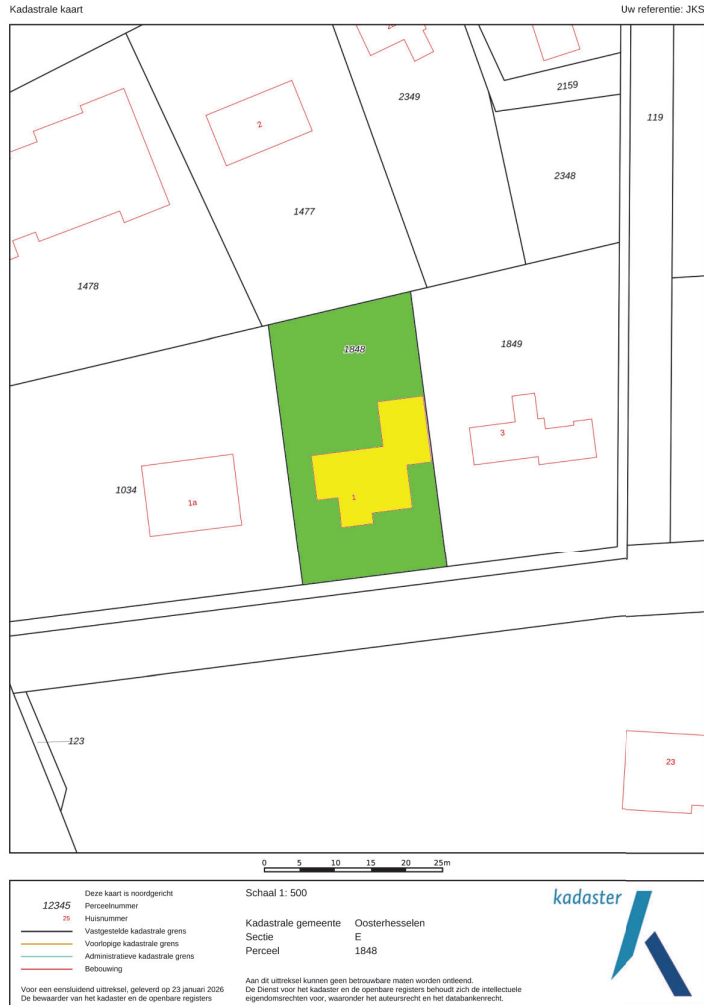 Kadastrale kaart
Uw referentie: JKS
2349
2159
119
2
2348
1477
1478
1848
1849
3
1034
1a
1
123
23
0 5 10 15 20 25m
Deze kaart is noordgericht
12345 Perceelnummer
25 Huisnummer
Vastgestelde kadastrale grens
Voorlopige kadastrale grens
Administratieve kadastrale grens
Bebouwing
Voor een eensluidend uittreksel, geleverd op 23 januari 2026
De bewaarder van het kadaster en de openbare registers
Schaal 1: 500
Kadastrale gemeente Oosterhesselen
Sectie E
Perceel 1848
Aan dit uittreksel kunnen geen betrouwbare maten worden ontleend.
De Dienst voor het kadaster en de openbare registers behoudt zich de intellectuele
eigendomsrechten voor, waaronder het auteursrecht en het databankenrecht.
kadaster